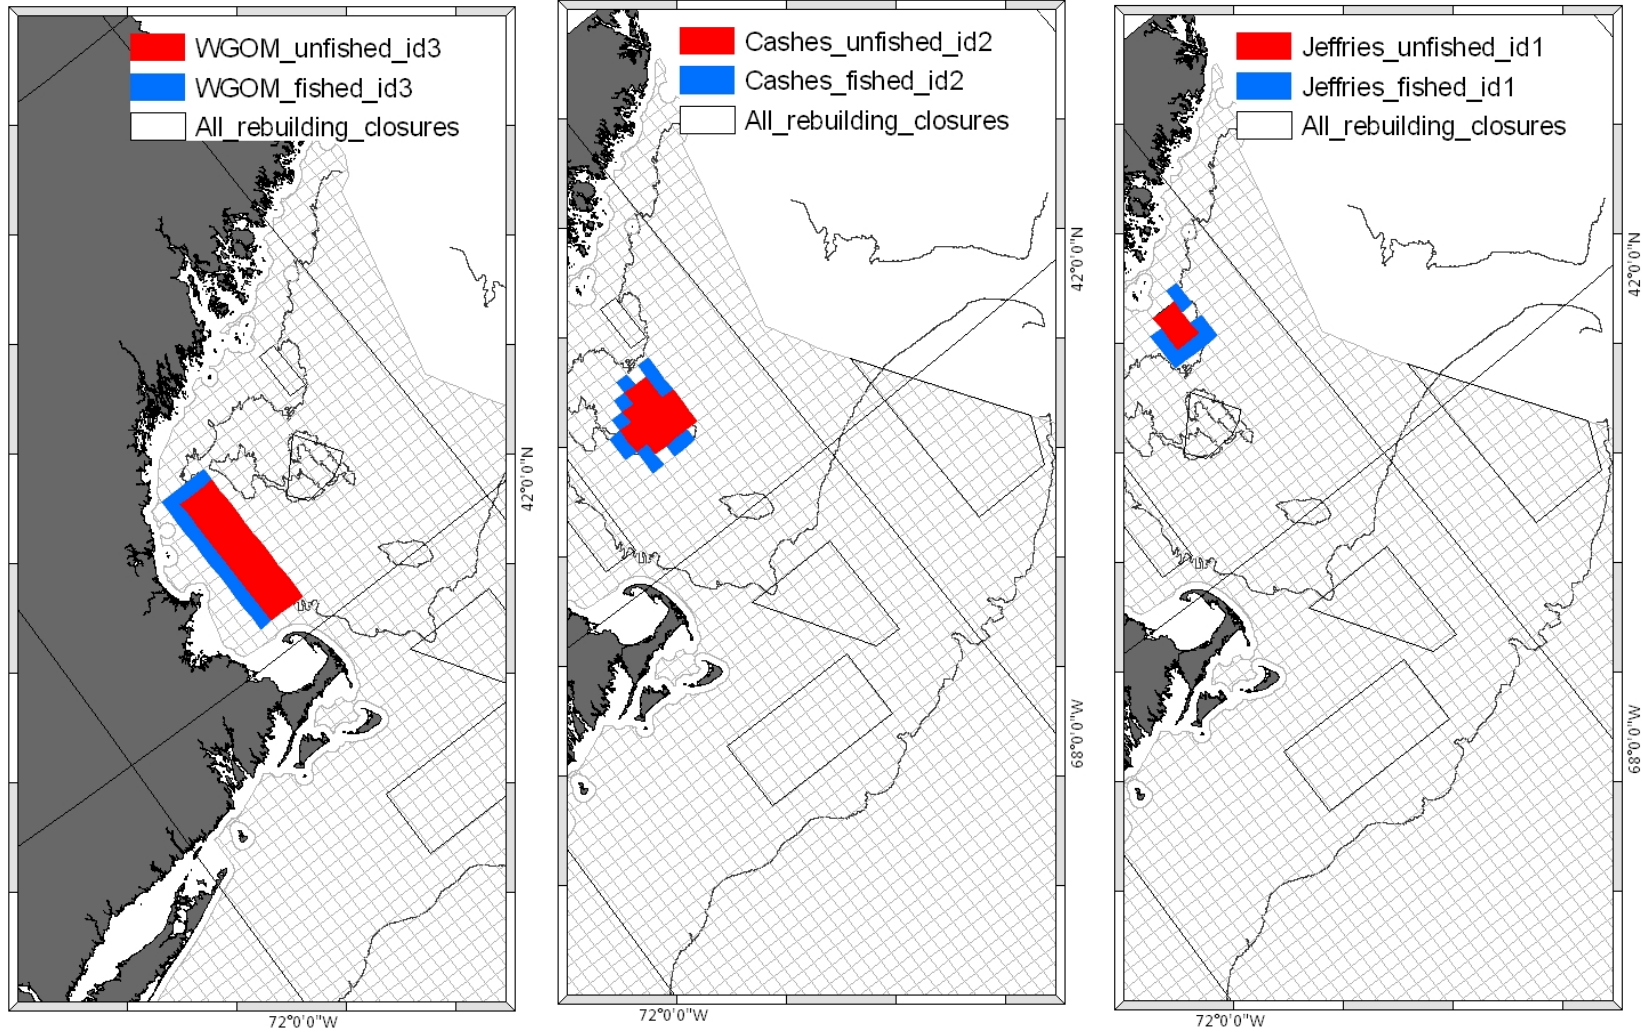 WGOM_unfished_id3
WGOM_fished_id3
All_rebuilding_closures
42°0'0"N
72°0'0"W
Cashes_unfished_id2
Cashes_fished_id2
All_rebuilding_closures
42°0'0"N
68°0'0"W
72°0'0"W
Jeffries_unfished_id1
Jeffries_fished_id1
All_rebuilding_closures
42°0'0"N
68°0'0"W
72°0'0"W